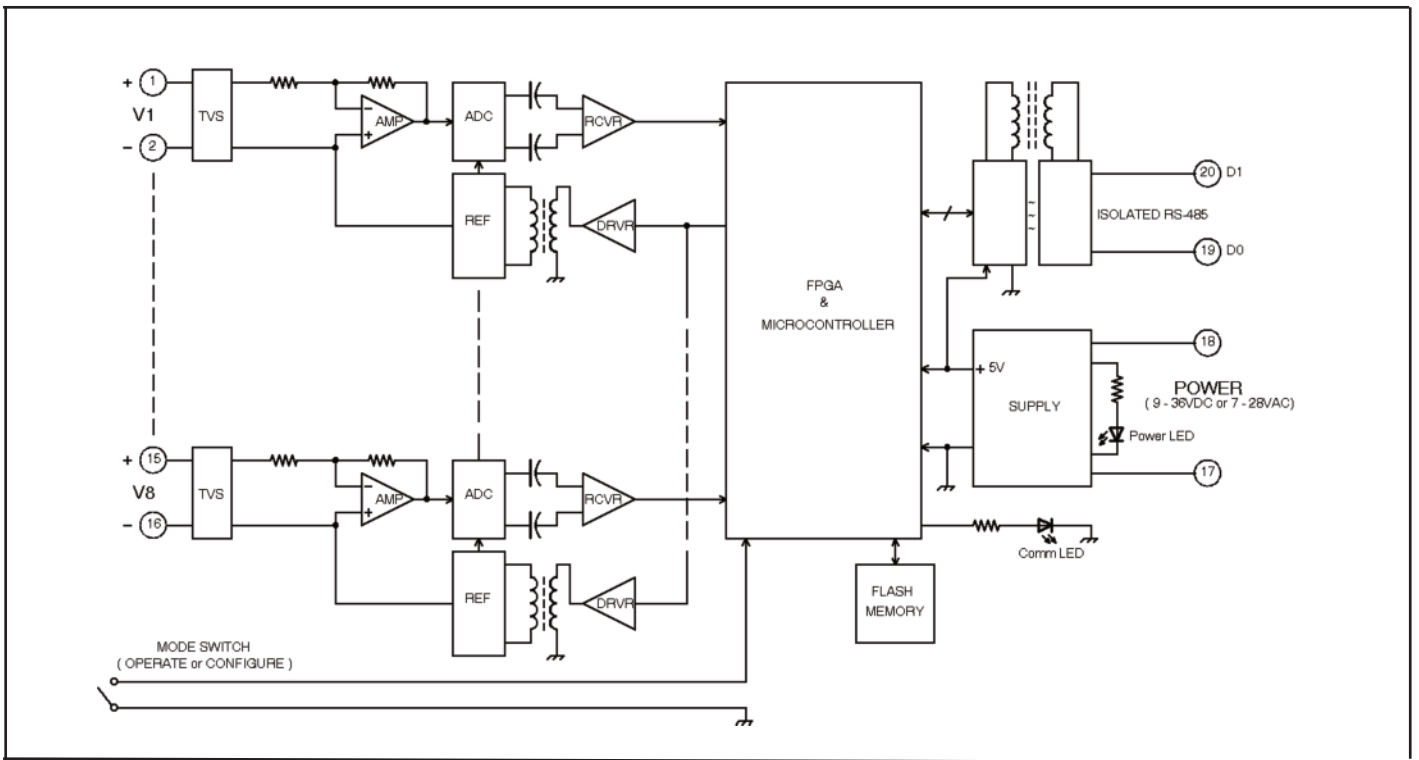 + 1
V1
- 2
TVS
AMP
- +
ADC
RCVR
REF
DRVR
+ 15
V8
- 16
TVS
AMP
- +
ADC
RCVR
REF
DRVR
MODE SWITCH
( OPERATE or CONFIGURE )
FPGA
&
MICROCONTROLLER
FLASH
MEMORY
20 D1
ISOLATED RS-485
19 D0
~
~
~
+ 5V
SUPPLY
18
POWER
( 9 - 36VDC or 7 - 28VAC)
Power LED
17
Comm LED